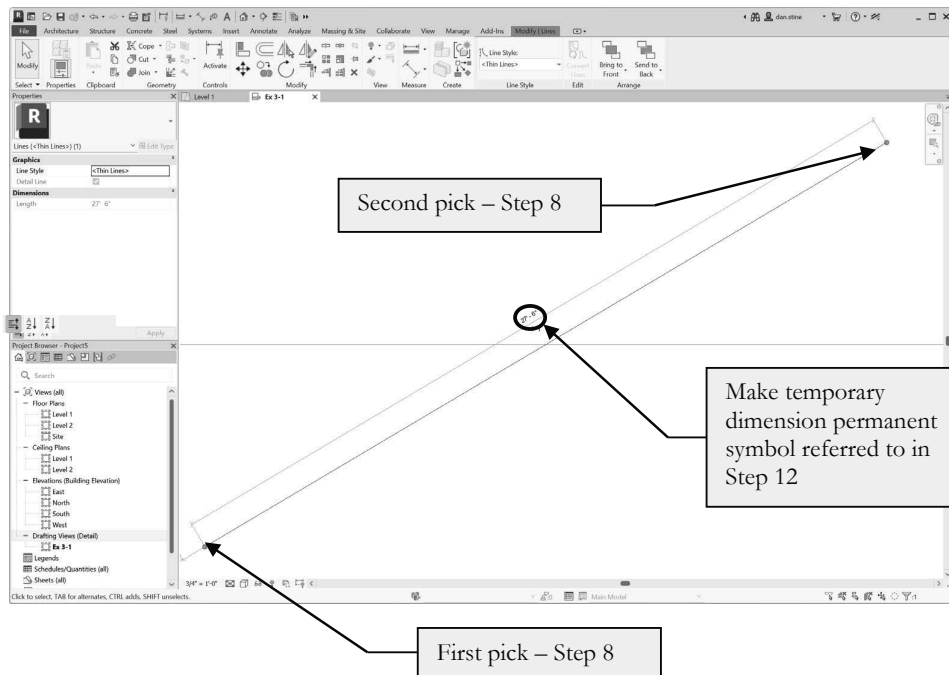 dan.stine
File Architecture Structure Concrete Steel Systems Insert Annotate Analyze Massing & Site Collaborate View Manage Add-Ins Modify | Lines
Modify
Cope
Cut
Join
Activate
Line Style:
<Thin Lines>
Convert Lines
Bring to Front
Send to Back
Select Properties Clipboard Geometry Controls Modify View Measure Create Line Style Edit Arrange
Properties
Level 1
Ex 3-1
R
Lines (<Thin Lines>) (1)
Edit Type
Graphics
Line Style <Thin Lines>
Detail Line
Dimensions
Length 27' 6"
Apply
Project Browser - Project5
Search
Views (all)
Floor Plans
Level 1
Level 2
Site
Ceiling Plans
Level 1
Level 2
Elevations (Building Elevation)
East
North
South
West
Drafting Views (Detail)
Ex 3-1
Legends
Schedules/Quantities (all)
Sheets (all)
Second pick – Step 8
27' - 6"
Make temporary
dimension permanent
symbol referred to in
Step 12
3/4" = 1'-0"
Click to select, TAB for alternates, CTRL adds, SHIFT unselects.
:0
Main Model
:1
First pick – Step 8